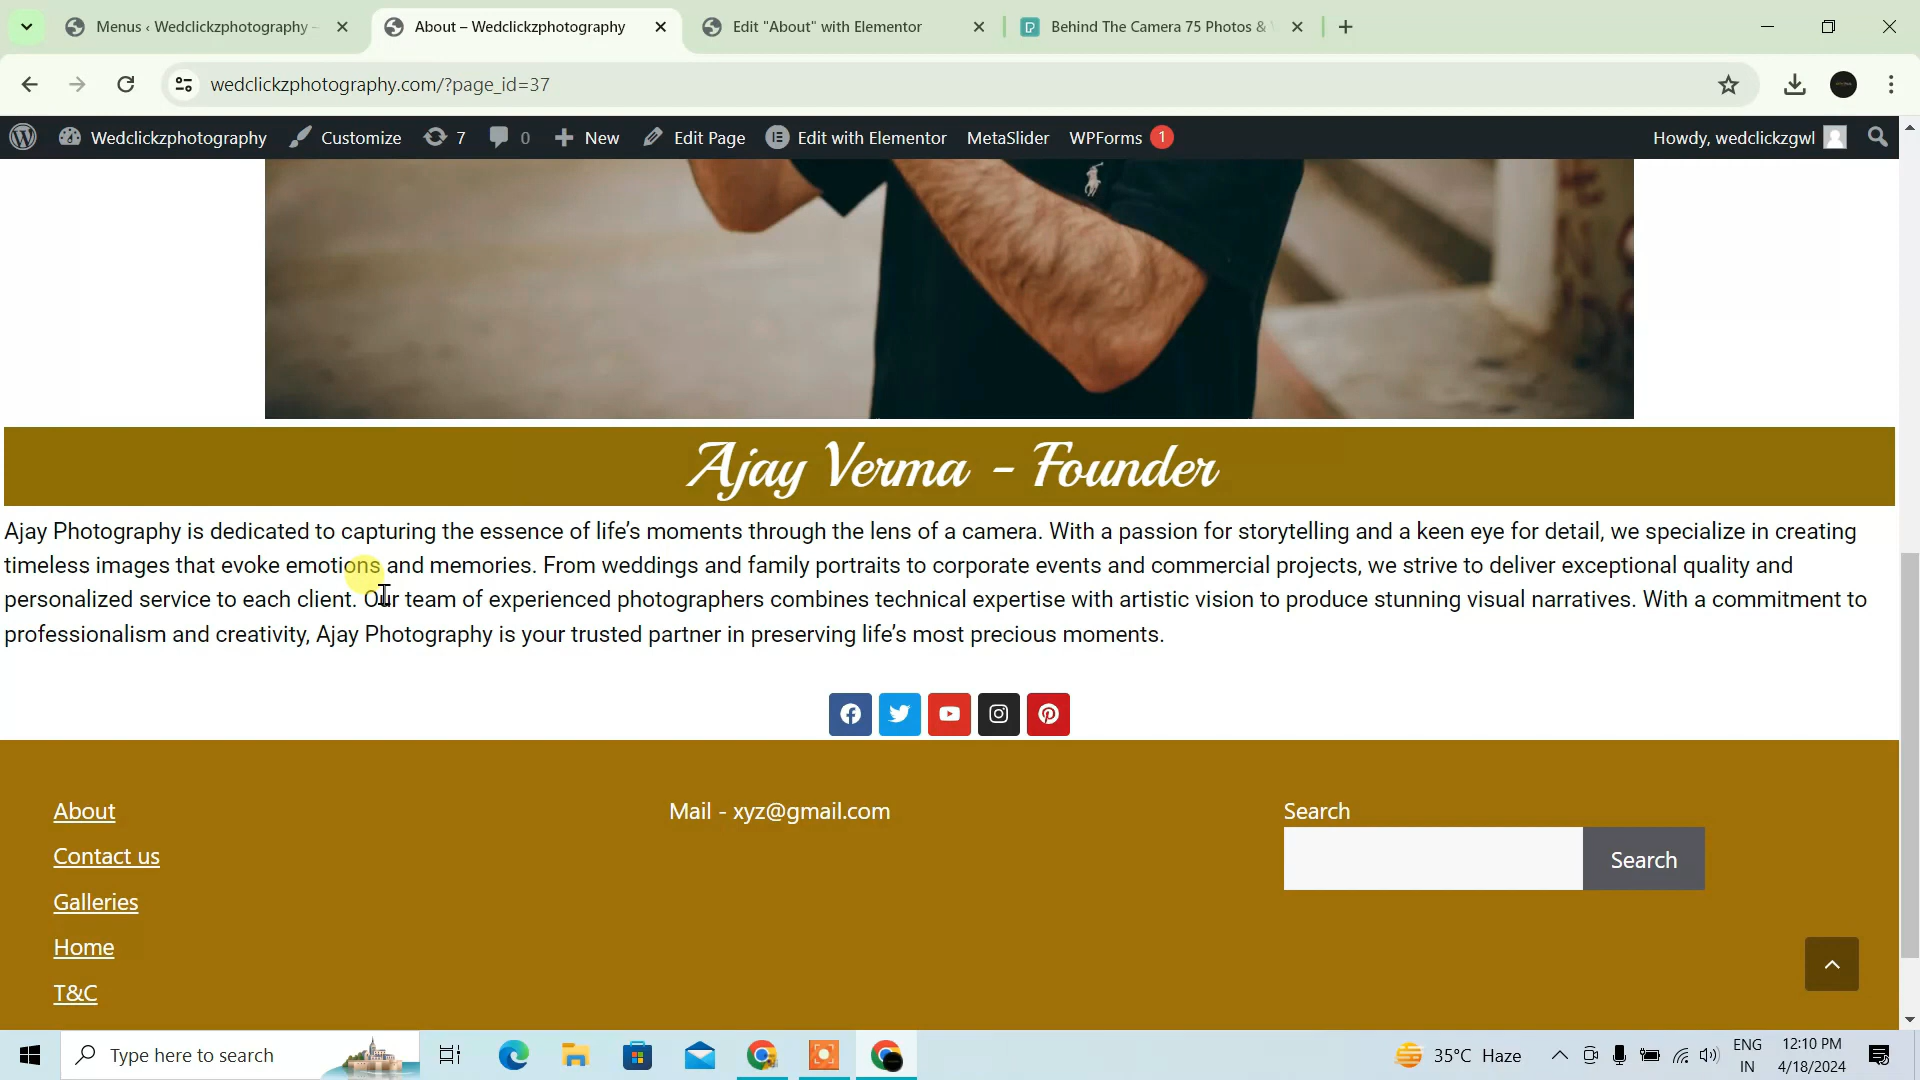 Menus ‹ Wedclickzphotography –
About – Wedclickzphotography
Edit "About" with Elementor
Behind The Camera 75 Photos &
wedclickzphotography.com/?page_id=37
Wedclickzphotography
Customize
7
0
New
Edit Page
Edit with Elementor
MetaSlider
WPForms 1
Howdy, wedclickzgwl
Ajay Verma - Founder
Ajay Photography is dedicated to capturing the essence of life’s moments through the lens of a camera. With a passion for storytelling and a keen eye for detail, we specialize in creating
timeless images that evoke emotions and memories. From weddings and family portraits to corporate events and commercial projects, we strive to deliver exceptional quality and
personalized service to each client. Our team of experienced photographers combines technical expertise with artistic vision to produce stunning visual narratives. With a commitment to
professionalism and creativity, Ajay Photography is your trusted partner in preserving life’s most precious moments.
About
Contact us
Galleries
Home
T&C
Mail - xyz@gmail.com
Search
Search
Type here to search
35°C Haze
ENG
IN
12:10 PM
4/18/2024